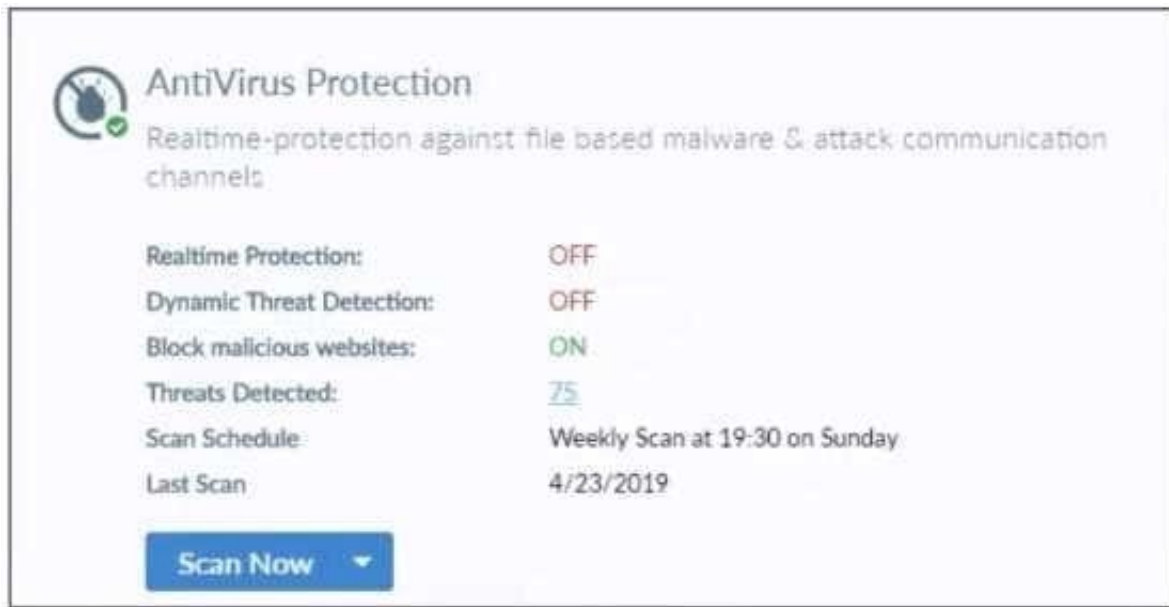 AntiVirus Protection
Realtime-protection against file based malware & attack communication
channels
Realtime Protection: OFF
Dynamic Threat Detection: OFF
Block malicious websites: ON
Threats Detected: 75
Scan Schedule Weekly Scan at 19:30 on Sunday
Last Scan 4/23/2019
Scan Now